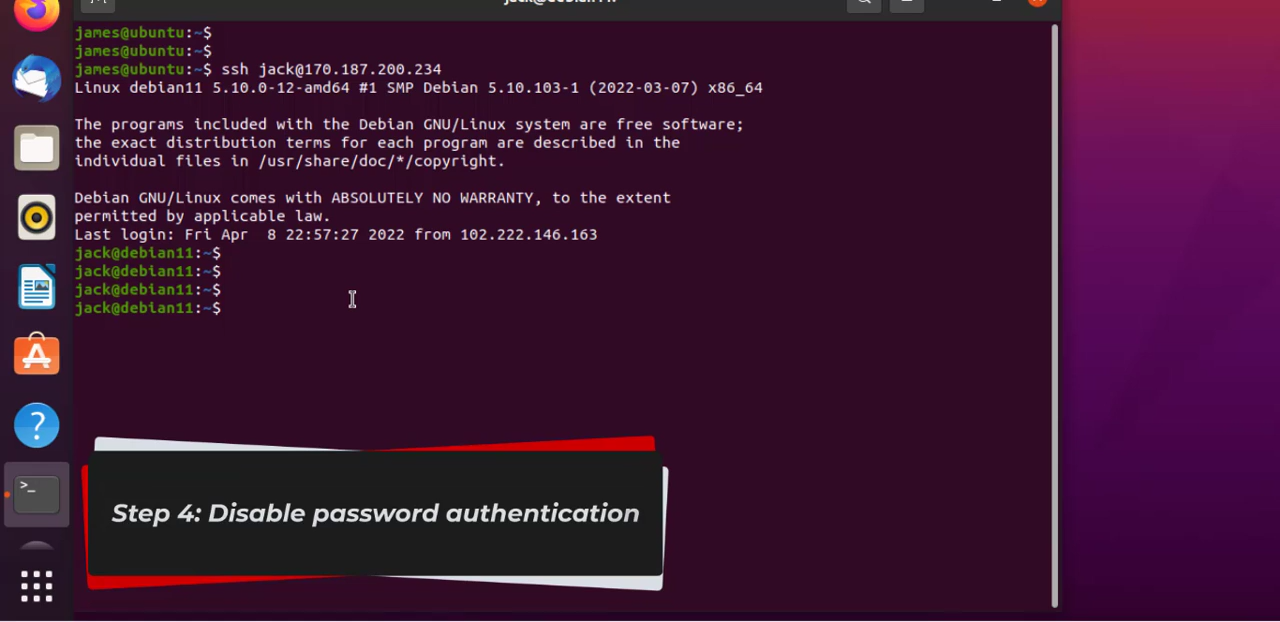 james@ubuntu:~$
james@ubuntu:~$
james@ubuntu:~$ ssh jack@170.187.200.234
Linux debian11 5.10.0-12-amd64 #1 SMP Debian 5.10.103-1 (2022-03-07) x86_64
The programs included with the Debian GNU/Linux system are free software;
the exact distribution terms for each program are described in the
individual files in /usr/share/doc/*/copyright.
Debian GNU/Linux comes with ABSOLUTELY NO WARRANTY, to the extent
permitted by applicable law.
Last login: Fri Apr  8 22:57:27 2022 from 102.222.146.163
jack@debian11:~$
jack@debian11:~$
jack@debian11:~$
jack@debian11:~$
Step 4: Disable password authentication